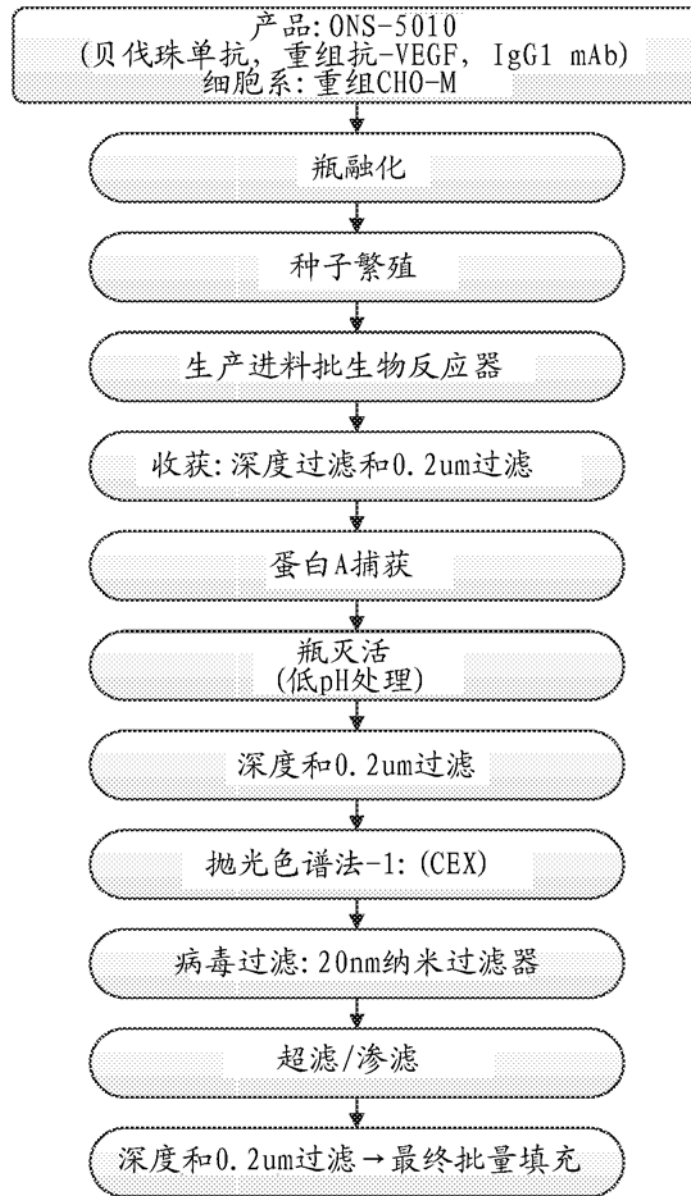 产品:ONS-5010
(贝伐珠单抗, 重组抗-VEGF, IgG1 mAb)
细胞系:重组CHO-M
瓶融化
种子繁殖
生产进料批生物反应器
收获:深度过滤和0.2um过滤
蛋白A捕获
瓶灭活
(低pH处理)
深度和0.2um过滤
抛光色谱法-1:(CEX)
病毒过滤:20nm纳米过滤器
超滤/渗滤
深度和0.2um过滤→最终批量填充